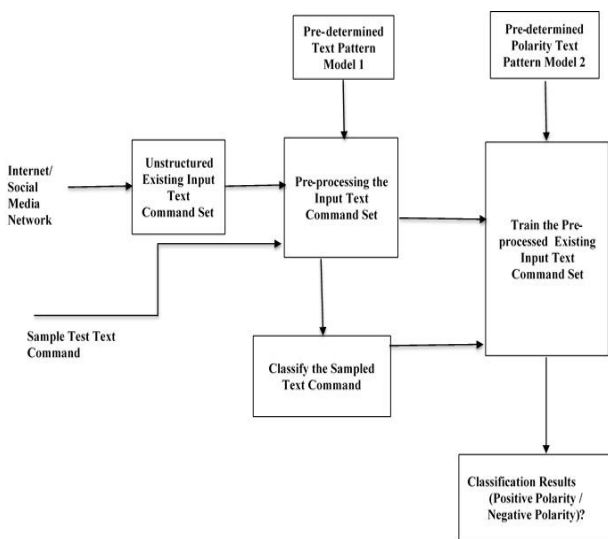 Pre-determined
Text Pattern
Model 1
Pre-determined
Polarity Text
Pattern Model 2
Internet/
Social
Media
Network
Unstructured
Existing Input
Text
Command Set
Pre-processing the
Input Text
Command Set
Train the Pre-
processed Existing
Input Text
Command Set
Sample Test Text
Command
Classify the Sampled
Text Command
Classification Results
(Positive Polarity /
Negative Polarity)?